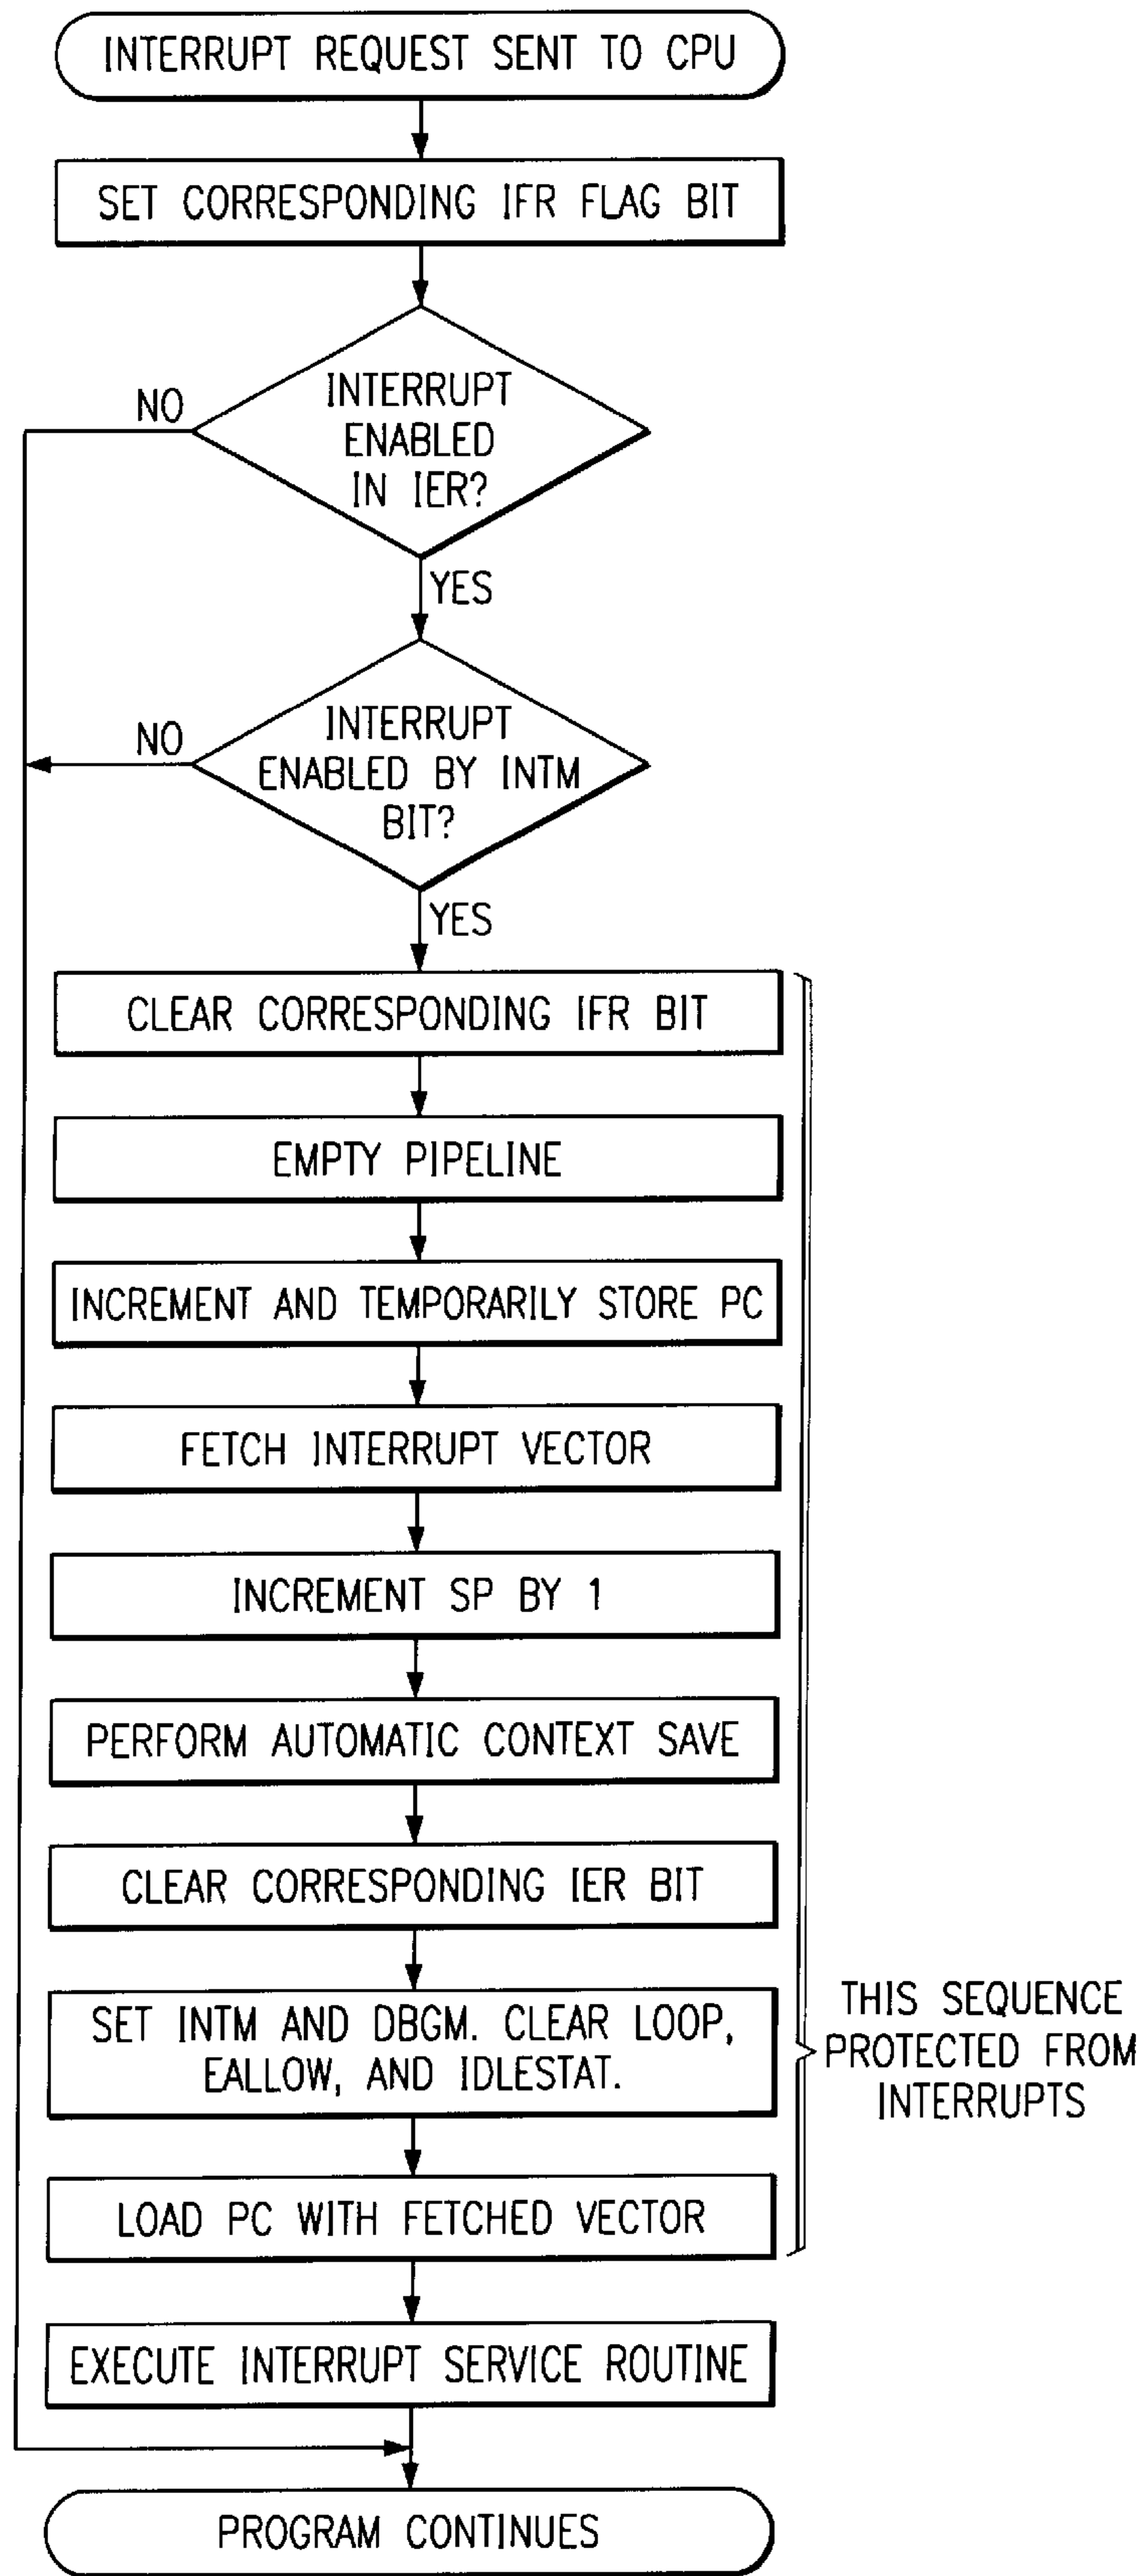 INTERRUPT REQUEST SENT TO CPU
SET CORRESPONDING IFR FLAG BIT
INTERRUPT
ENABLED
IN IER?
NO
YES
INTERRUPT
ENABLED BY INTM
BIT?
NO
YES
CLEAR CORRESPONDING IFR BIT
EMPTY PIPELINE
INCREMENT AND TEMPORARILY STORE PC
FETCH INTERRUPT VECTOR
INCREMENT SP BY 1
PERFORM AUTOMATIC CONTEXT SAVE
CLEAR CORRESPONDING IER BIT
SET INTM AND DBGM. CLEAR LOOP,
EALLOW, AND IDLESTAT.
THIS SEQUENCE
PROTECTED FROM
INTERRUPTS
LOAD PC WITH FETCHED VECTOR
EXECUTE INTERRUPT SERVICE ROUTINE
PROGRAM CONTINUES